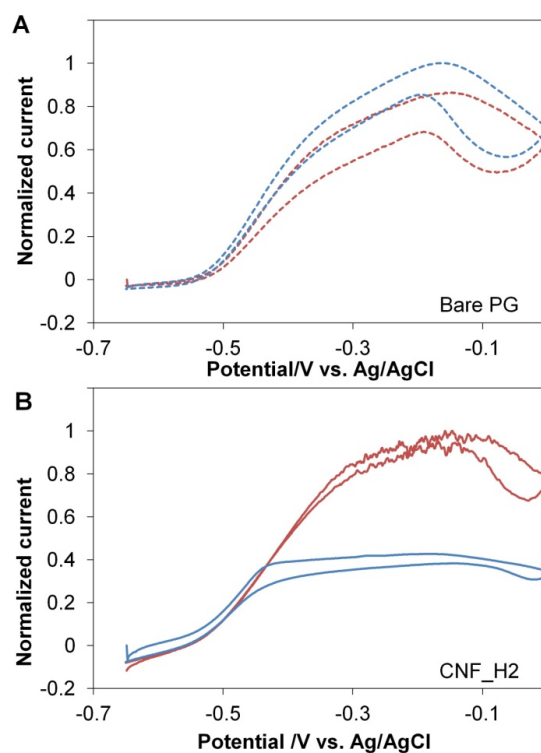 A
Normalized current
1
0.8
0.6
0.4
0.2
0
-0.2
Bare PG
-0.7
-0.5
-0.3
-0.1
Potential/V vs. Ag/AgCl
B
Normalized current
1
0.8
0.6
0.4
0.2
0
-0.2
CNF_H2
-0.7
-0.5
-0.3
-0.1
Potential /V vs. Ag/AgCl